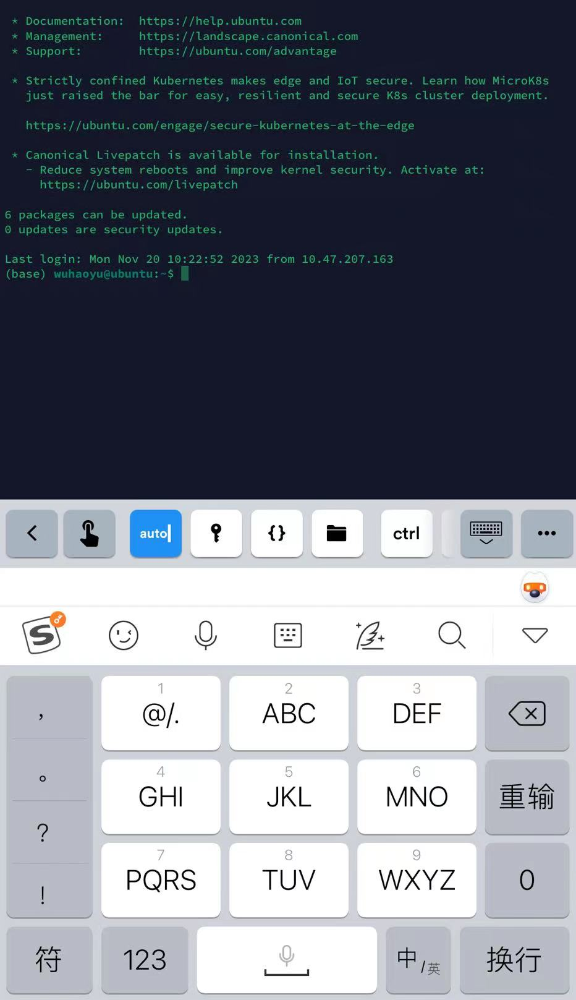 * Documentation:  https://help.ubuntu.com
* Management:     https://landscape.canonical.com
* Support:        https://ubuntu.com/advantage
* Strictly confined Kubernetes makes edge and IoT secure. Learn how MicroK8s
just raised the bar for easy, resilient and secure K8s cluster deployment.
https://ubuntu.com/engage/secure-kubernetes-at-the-edge
* Canonical Livepatch is available for installation.
- Reduce system reboots and improve kernel security. Activate at:
https://ubuntu.com/livepatch
6 packages can be updated.
0 updates are security updates.
Last login: Mon Nov 20 10:22:52 2023 from 10.47.207.163
(base) wuhaoyu@ubuntu:~$
auto {} ctrl ...
S
, 1 @/. 2 ABC 3 DEF
。 4 GHI 5 JKL 6 MNO 重输
? 7 PQRS 8 TUV 9 WXYZ 0
!
符 123 中/英 换行